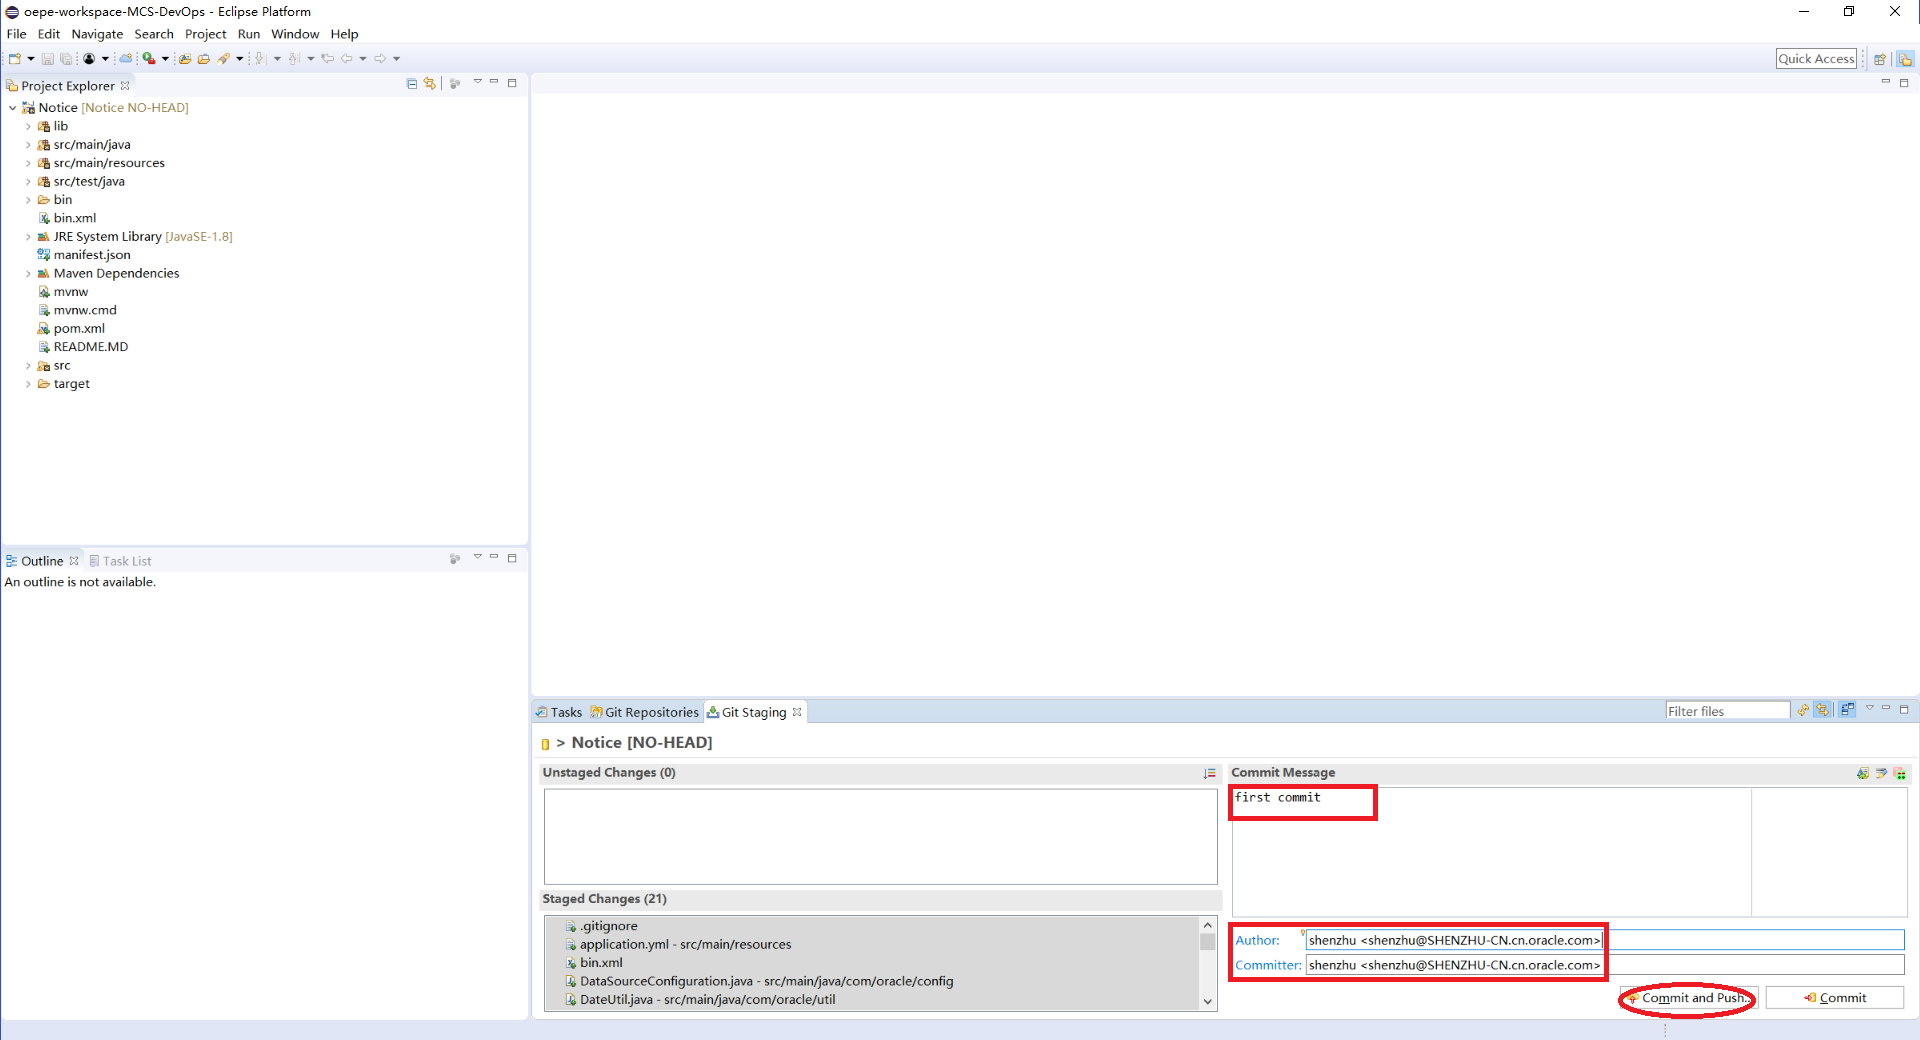 oepe-workspace-MCS-DevOps - Eclipse Platform
File Edit Navigate Search Project Run Window Help
Quick Access
Project Explorer
Notice [Notice NO-HEAD]
lib
src/main/java
src/main/resources
src/test/java
bin
bin.xml
JRE System Library [JavaSE-1.8]
manifest.json
Maven Dependencies
mvnw
mvnw.cmd
pom.xml
README.MD
src
target
Outline Task List
An outline is not available.
Tasks Git Repositories Git Staging Filter files
> Notice [NO-HEAD]
Unstaged Changes (0)
Staged Changes (21)
.gitignore
application.yml - src/main/resources
bin.xml
DataSourceConfiguration.java - src/main/java/com/oracle/config
DateUtil.java - src/main/java/com/oracle/util
Commit Message
first commit
Author: shenzhu <shenzhu@SHENZHU-CN.cn.oracle.com>
Committer: shenzhu <shenzhu@SHENZHU-CN.cn.oracle.com>
Commit and Push... Commit